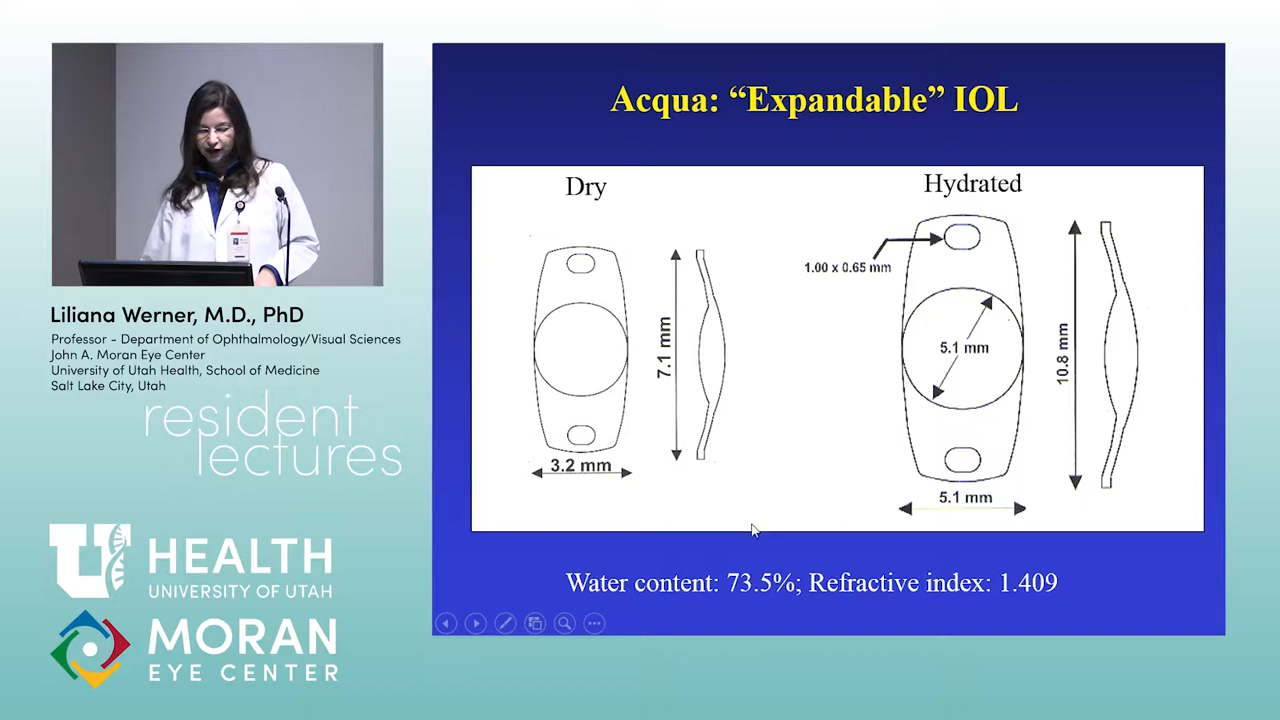 Acqua: “Expandable” IOL
Dry
Hydrated
1.00 x 0.65 mm
7.1 mm
5.1 mm
10.8 mm
3.2 mm
5.1 mm
Water content: 73.5%; Refractive index: 1.409
Liliana Werner, M.D., PhD
Professor - Department of Ophthalmology/Visual Sciences
John A. Moran Eye Center
University of Utah Health, School of Medicine
Salt Lake City, Utah
resident
lectures
U HEALTH
UNIVERSITY OF UTAH
MORAN
EYE CENTER